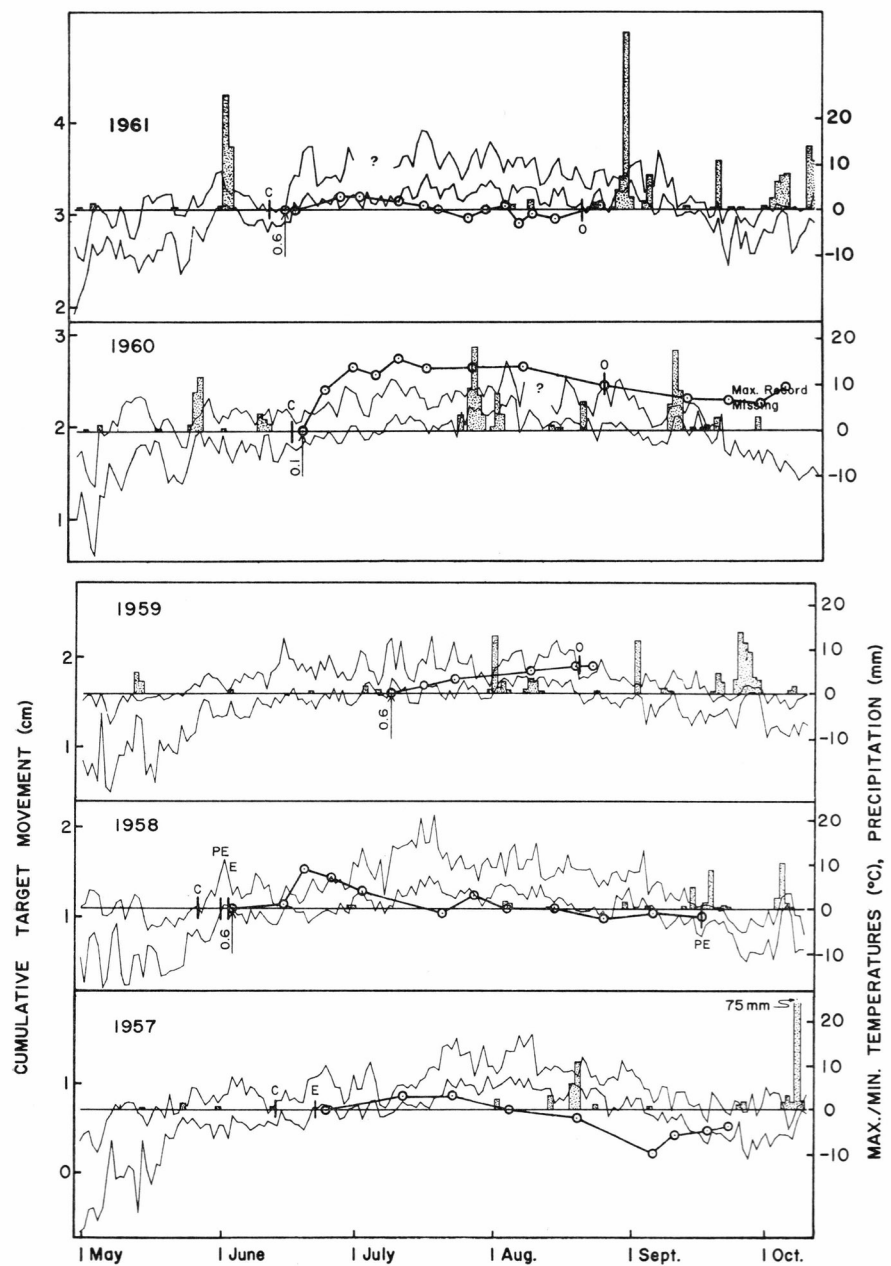 1961
4
3
2
C
0.6
?
O
20
10
0
-10
1960
3
2
1
C
0.1
?
O
Max. Record
Missing
20
10
0
-10
1959
2
1
0.6
O
20
10
0
-10
1958
2
1
C
PE
E
0.6
PE
20
10
0
-10
1957
1
0
C
E
75mm
20
10
0
-10
1 May
1 June
1 July
1 Aug.
1 Sept.
1 Oct.
CUMULATIVE TARGET MOVEMENT (cm)
MAX./MIN. TEMPERATURES (°C), PRECIPITATION (mm)